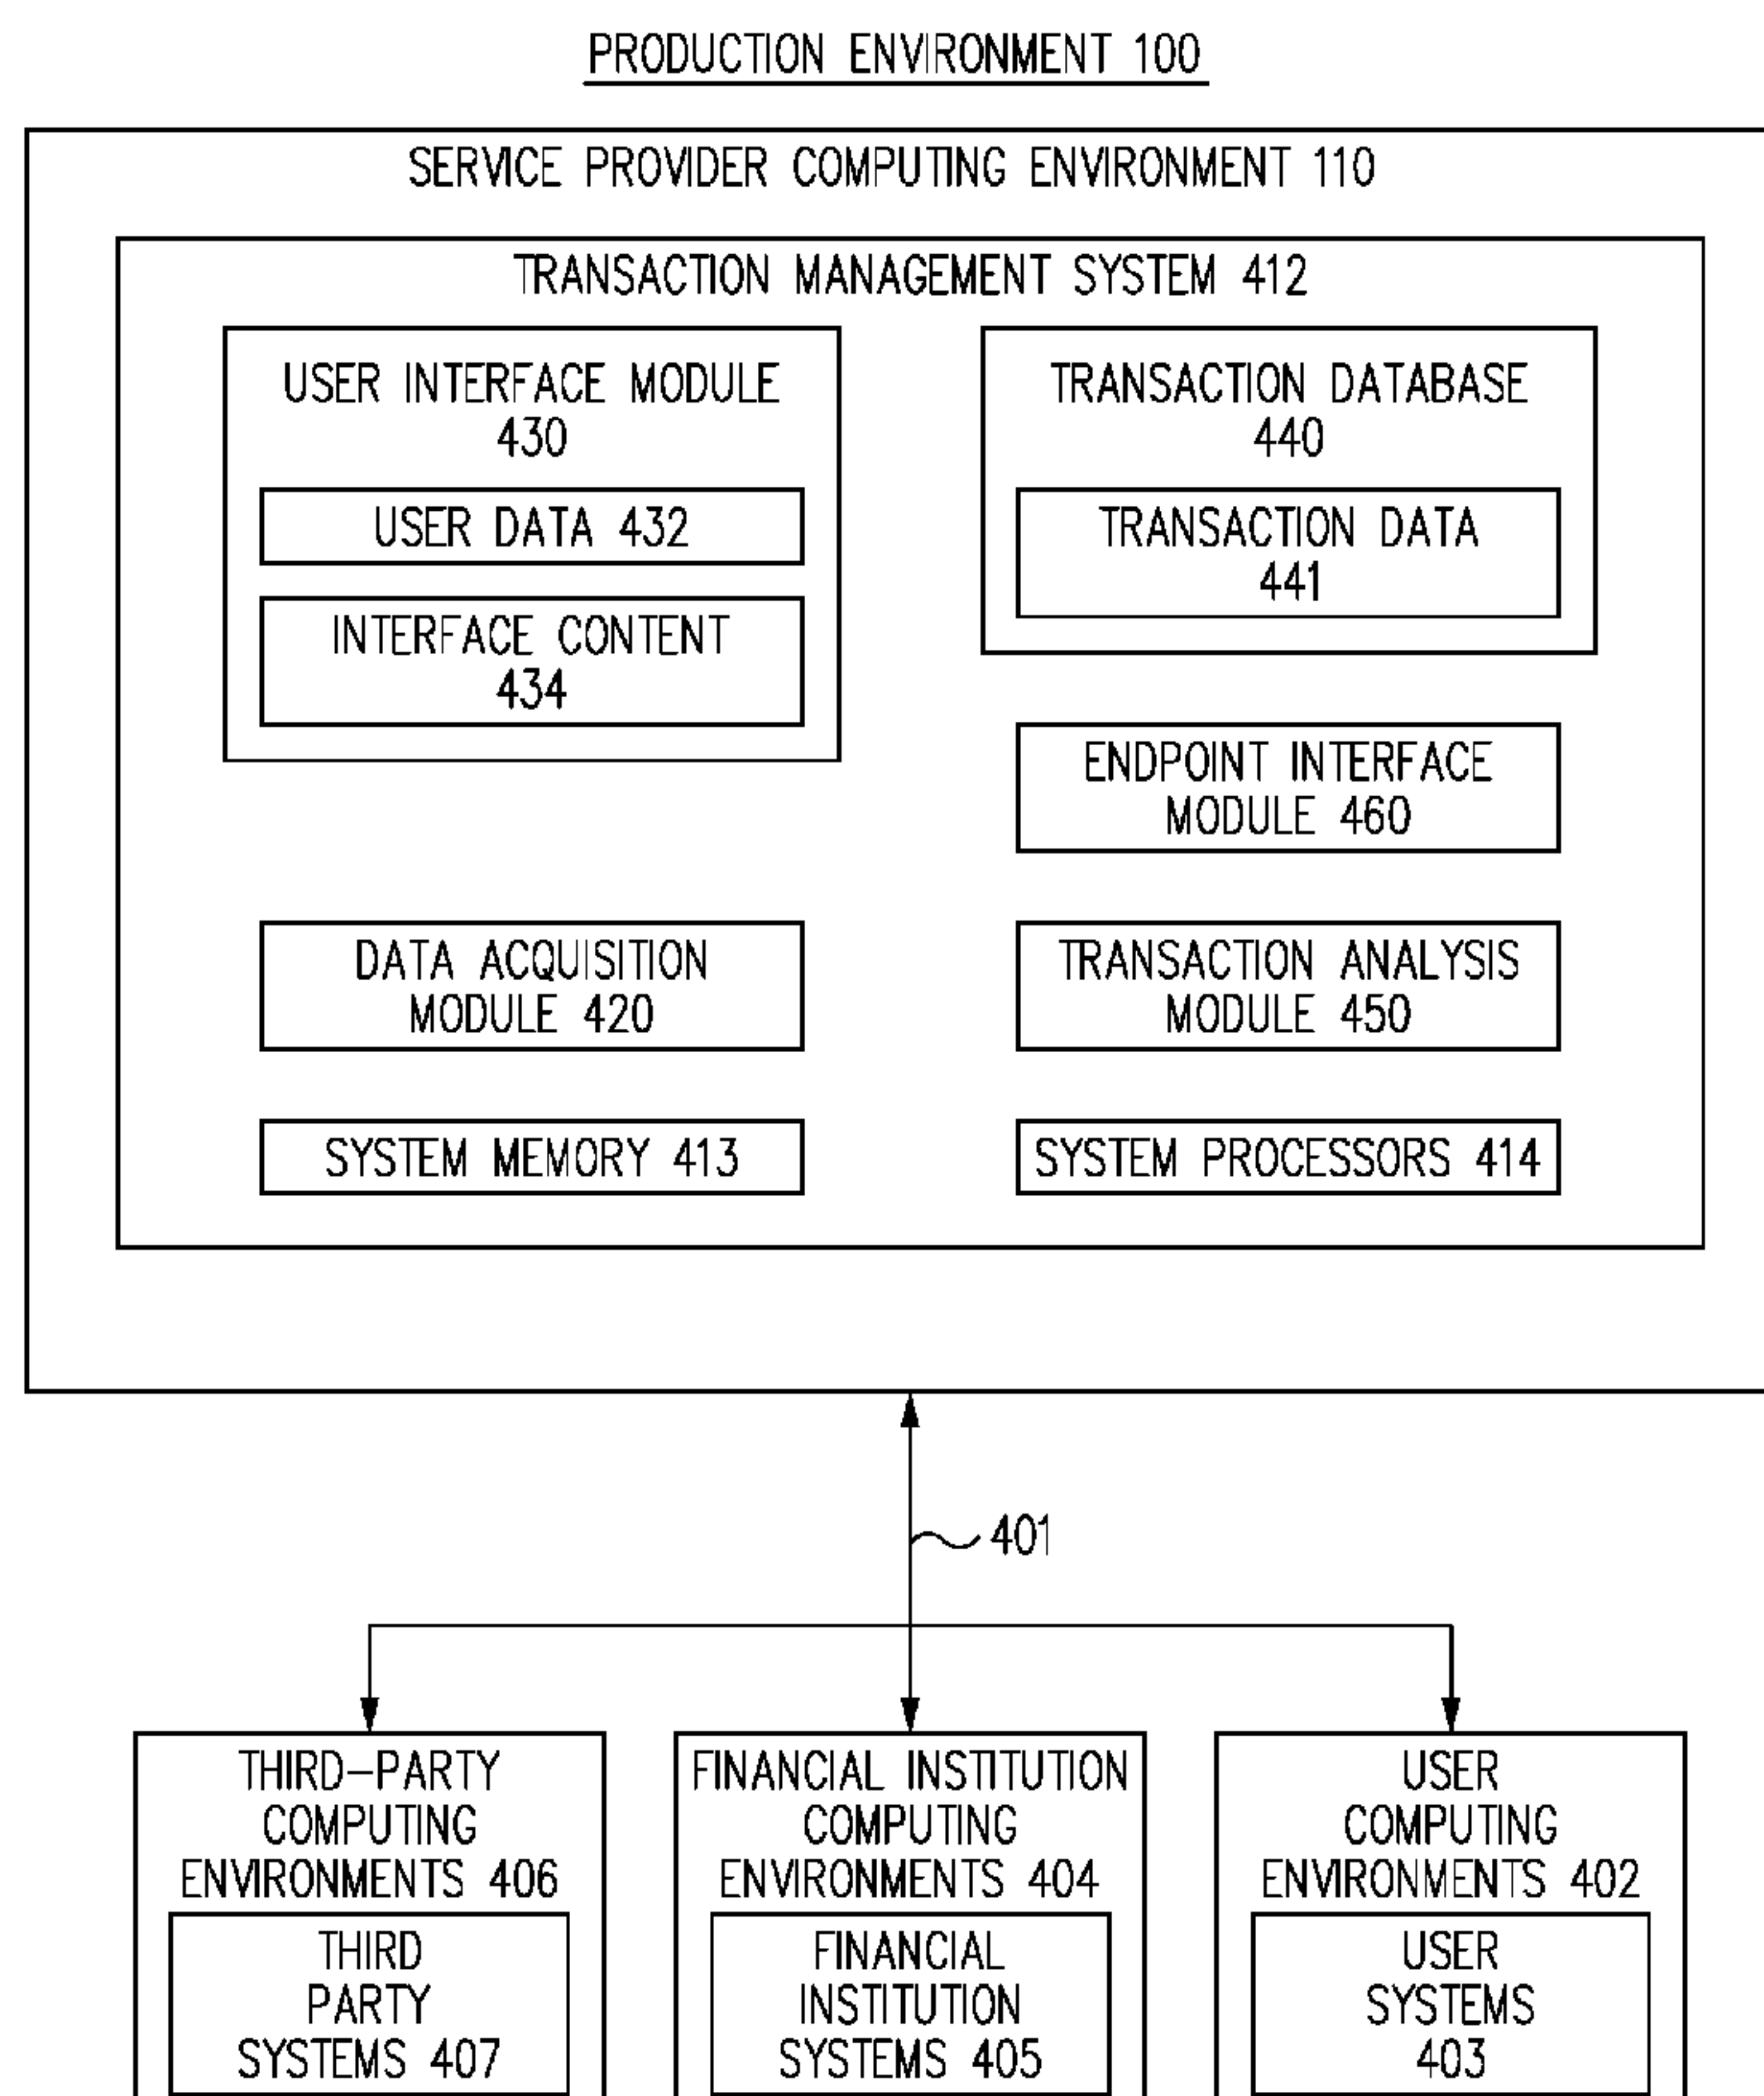 PRODUCTION ENVIRONMENT 100
SERVICE PROVIDER COMPUTING ENVIRONMENT 110
TRANSACTION MANAGEMENT SYSTEM 412
USER INTERFACE MODULE
430
USER DATA 432
INTERFACE CONTENT
434
TRANSACTION DATABASE
440
TRANSACTION DATA
441
ENDPOINT INTERFACE
MODULE 460
DATA ACQUISITION
MODULE 420
TRANSACTION ANALYSIS
MODULE 450
SYSTEM MEMORY 413
SYSTEM PROCESSORS 414
401
THIRD-PARTY
COMPUTING
ENVIRONMENTS 406
THIRD
PARTY
SYSTEMS 407
FINANCIAL INSTITUTION
COMPUTING
ENVIRONMENTS 404
FINANCIAL
INSTITUTION
SYSTEMS 405
USER
COMPUTING
ENVIRONMENTS 402
USER
SYSTEMS
403